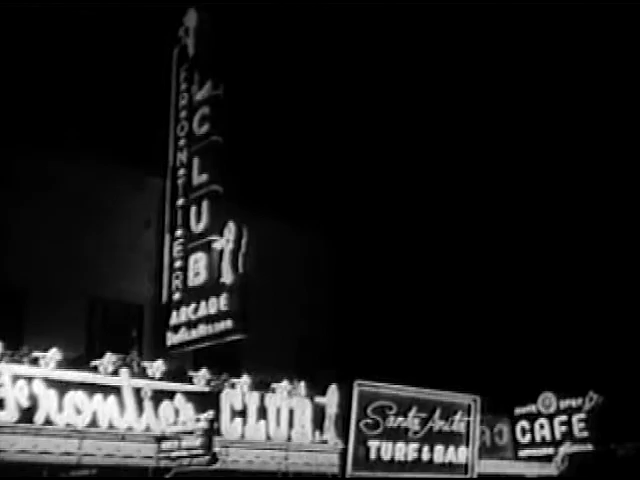 FRONTIER
CLUB
ARCADE
Frontier CLUB
Santa Anita
TURF & BAR
CAFE